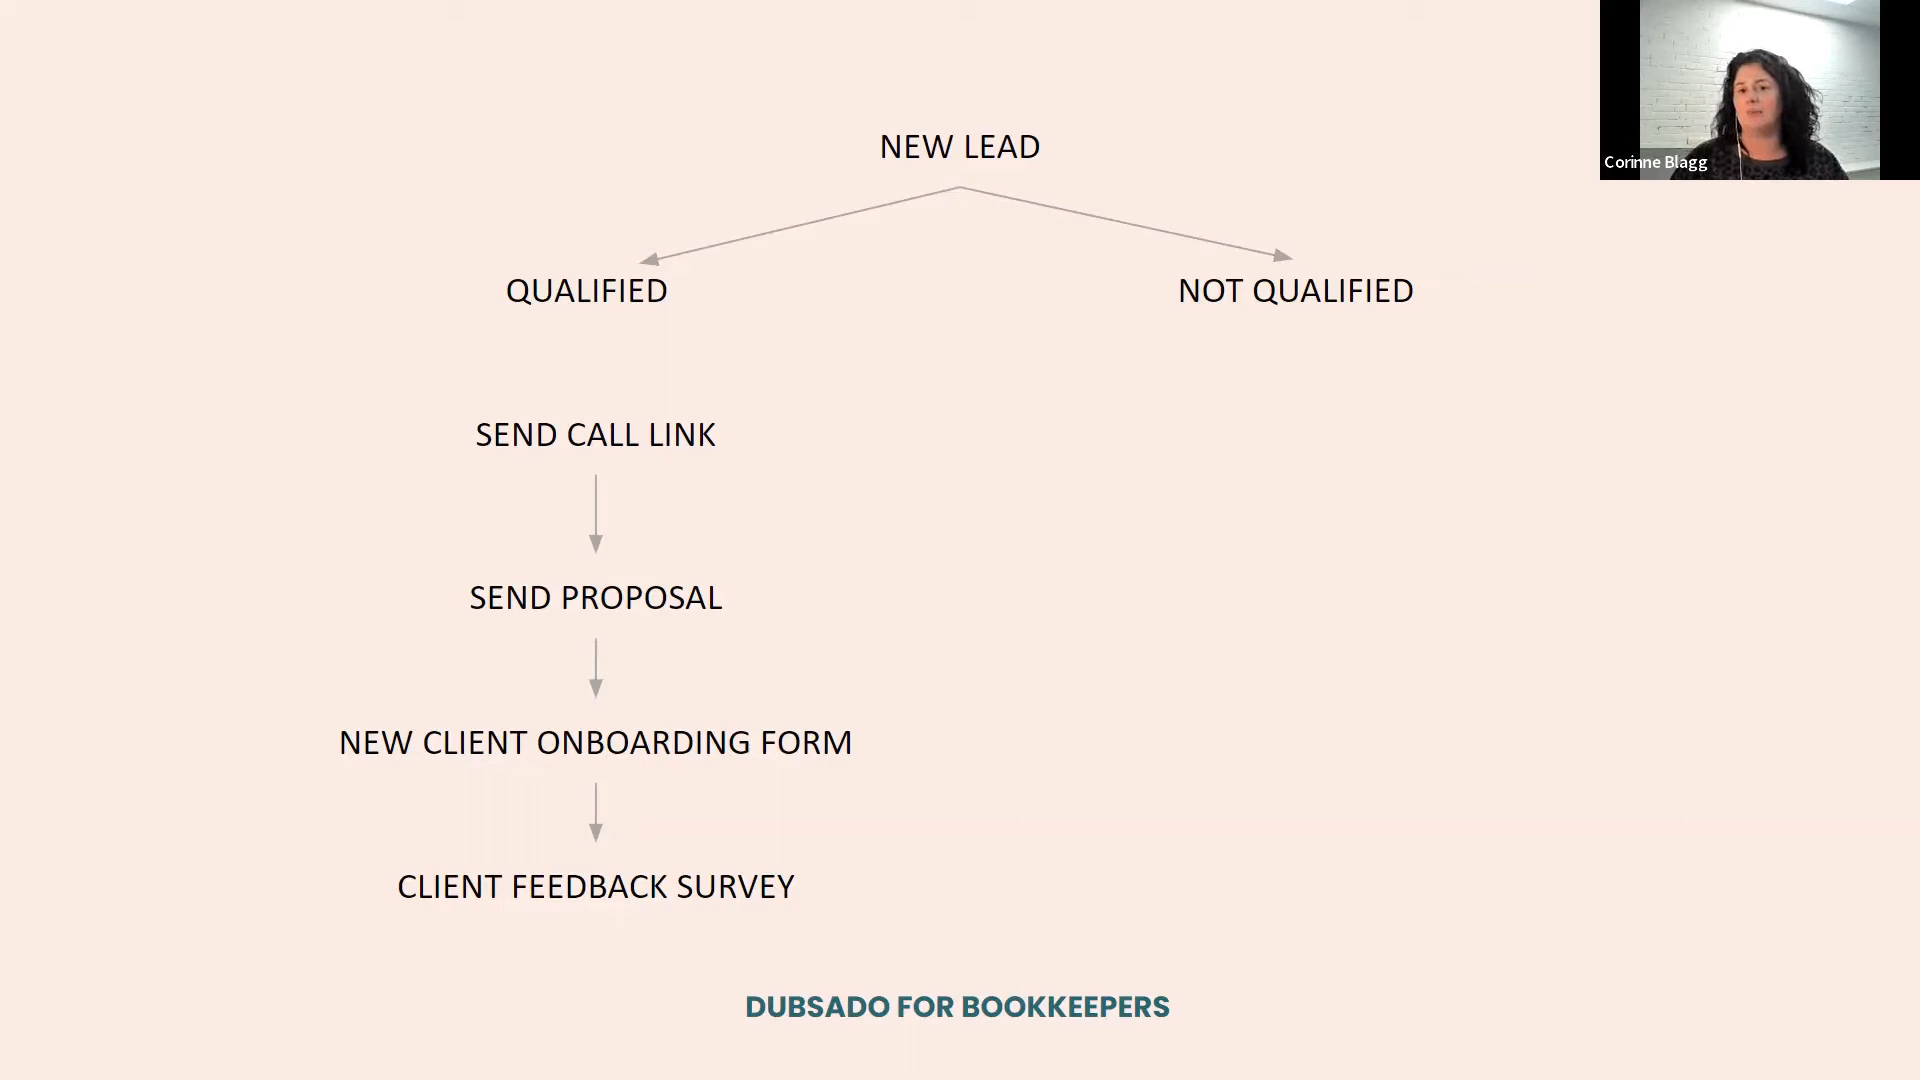 NEW LEAD
Corinne Blagg
QUALIFIED
NOT QUALIFIED
SEND CALL LINK
SEND PROPOSAL
NEW CLIENT ONBOARDING FORM
CLIENT FEEDBACK SURVEY
DUBSADO FOR BOOKKEEPERS